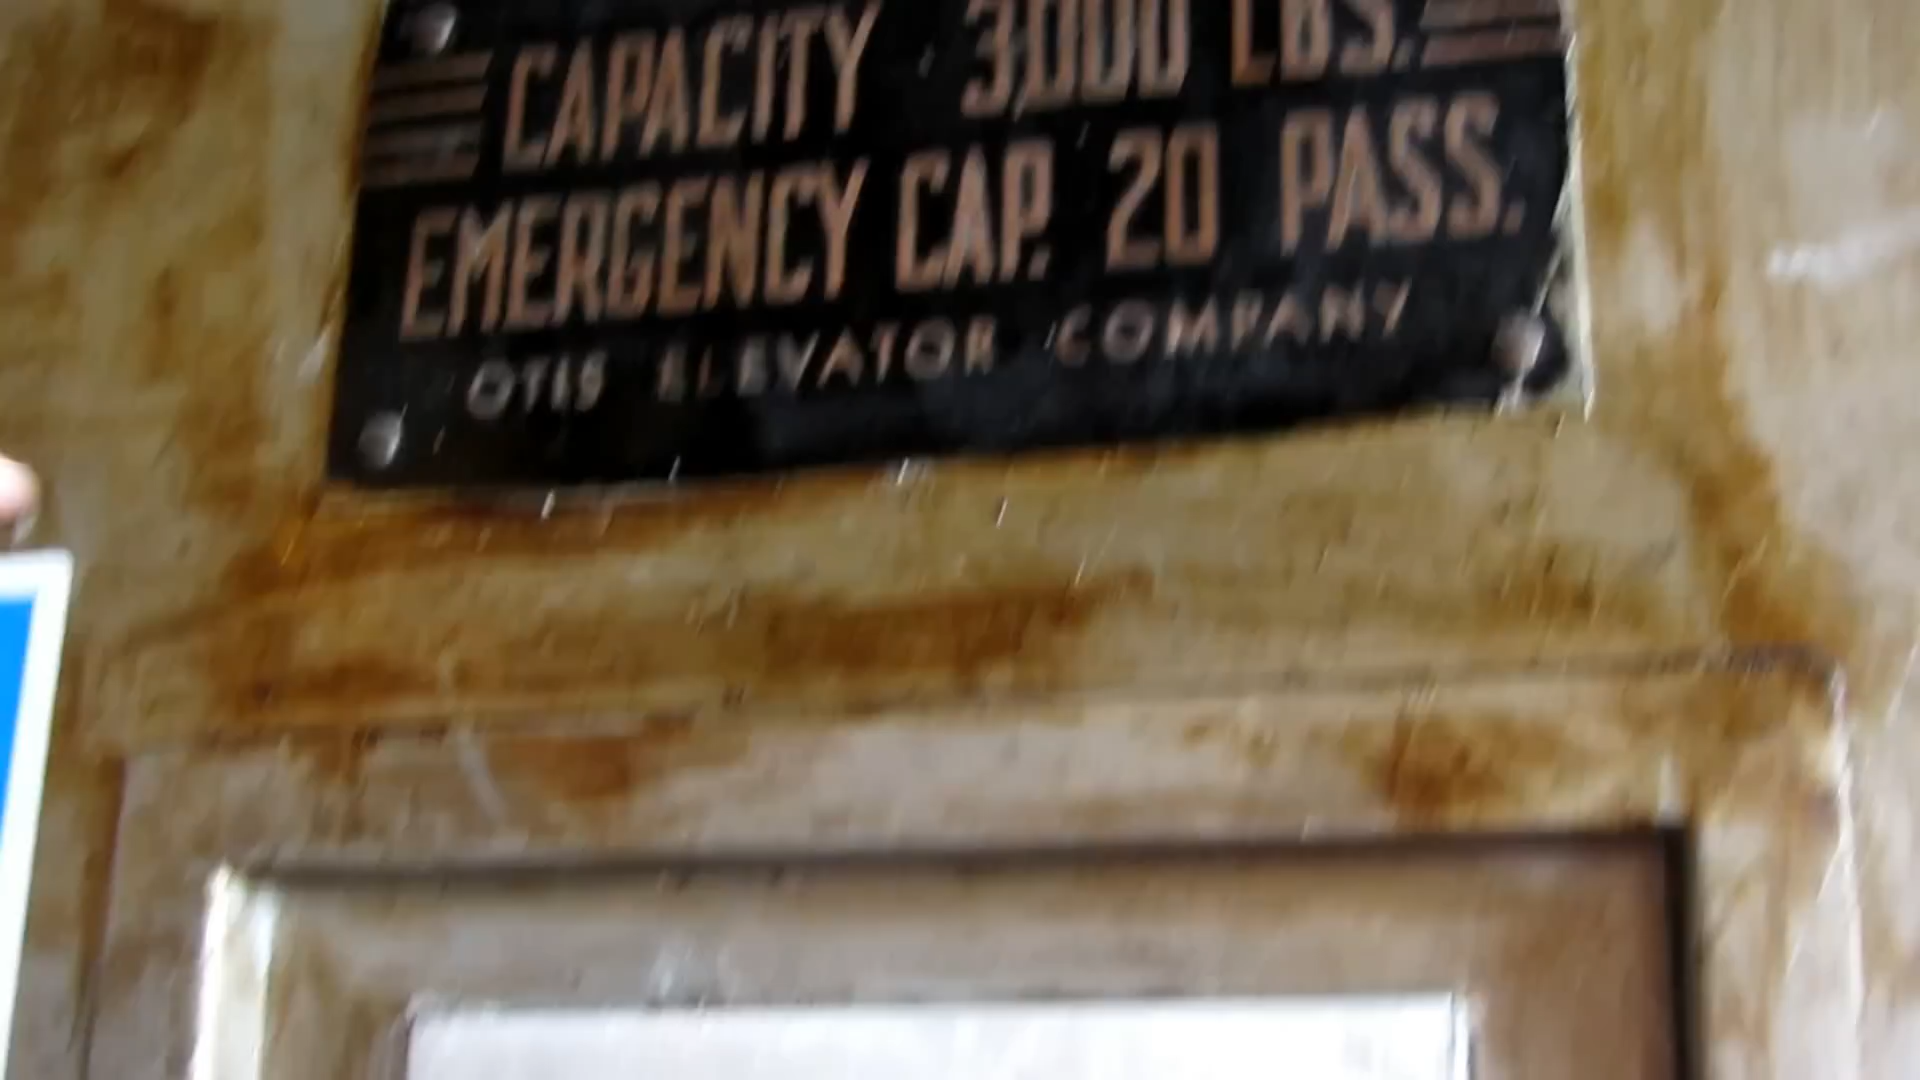 CAPACITY 3000 LBS.
EMERGENCY CAP. 20 PASS.
OTIS ELEVATOR COMPANY